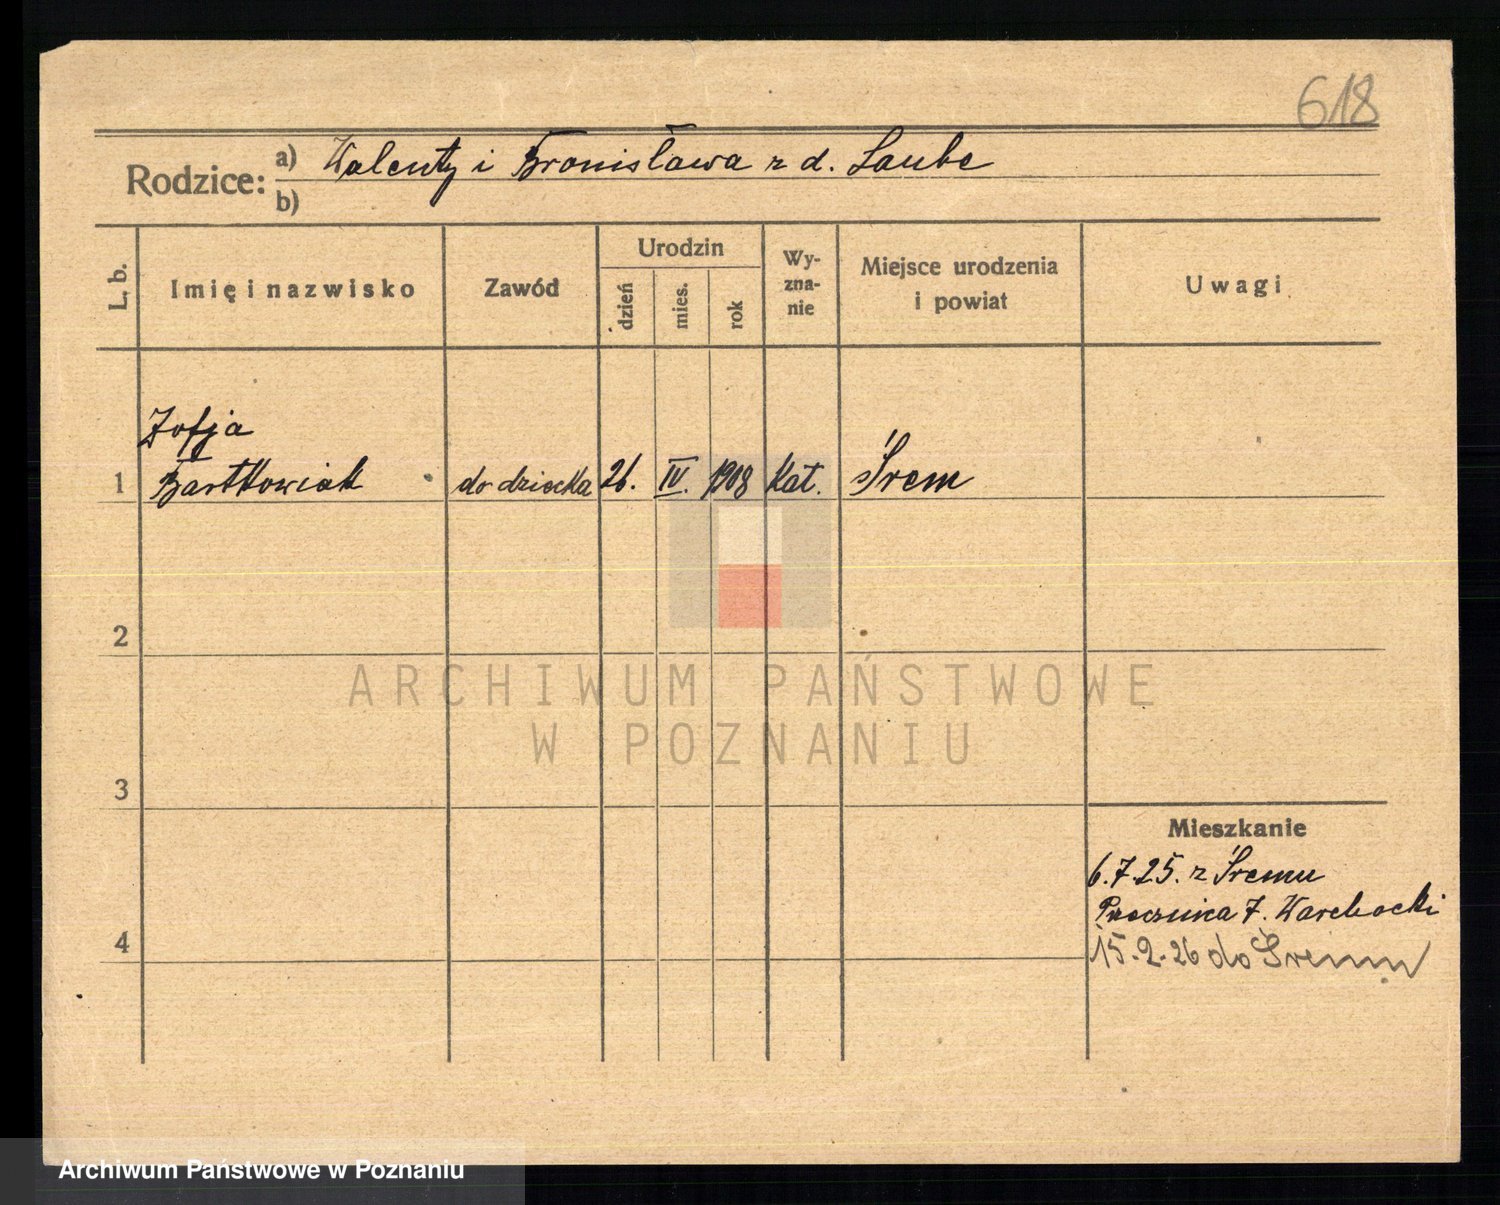 618
Rodzice: a) Walenty i Bronisława z d. Laube
b)
L. b.
Imię i nazwisko
Zawód
Urodzin
dzień
mies.
rok
Wy-
zna-
nie
Miejsce urodzenia
i powiat
Uwagi
Zofja
1 Bartkowiak do dziecka 26. IV. 1908 kat. Śrem
2
3
4
Mieszkanie
6.7.25. z Śremu
F. Warchocki
15.2.26 do Śremu
ARCHIWUM PAŃSTWOWE
W POZNANIU
Archiwum Państwowe w Poznaniu